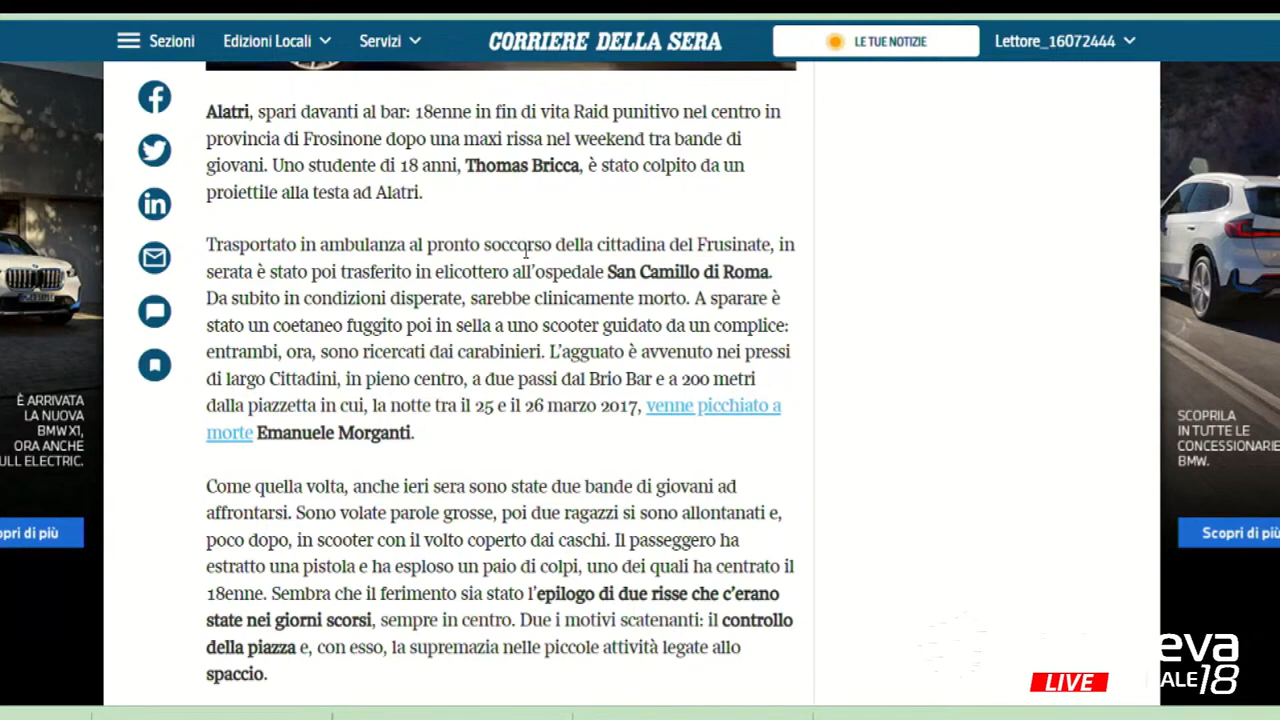 Sezioni
Edizioni Locali
Servizi
CORRIERE DELLA SERA
LE TUE NOTIZIE
Lettore_16072444
Alatri, spari davanti al bar: 18enne in fin di vita Raid punitivo nel centro in
provincia di Frosinone dopo una maxi rissa nel weekend tra bande di
giovani. Uno studente di 18 anni, Thomas Bricca, è stato colpito da un
proiettile alla testa ad Alatri.
Trasportato in ambulanza al pronto soccorso della cittadina del Frusinate, in
serata è stato poi trasferito in elicottero all'ospedale San Camillo di Roma.
Da subito in condizioni disperate, sarebbe clinicamente morto. A sparare è
stato un coetaneo fuggito poi in sella a uno scooter guidato da un complice:
entrambi, ora, sono ricercati dai carabinieri. L'agguato è avvenuto nei pressi
di largo Cittadini, in pieno centro, a due passi dal Brio Bar e a 200 metri
dalla piazzetta in cui, la notte tra il 25 e il 26 marzo 2017, venne picchiato a
morte Emanuele Morganti.
Come quella volta, anche ieri sera sono state due bande di giovani ad
affrontarsi. Sono volate parole grosse, poi due ragazzi si sono allontanati e,
poco dopo, in scooter con il volto coperto dai caschi. Il passeggero ha
estratto una pistola e ha esploso un paio di colpi, uno dei quali ha centrato il
18enne. Sembra che il ferimento sia stato l'epilogo di due risse che c'erano
state nei giorni scorsi, sempre in centro. Due i motivi scatenanti: il controllo
della piazza e, con esso, la supremazia nelle piccole attività legate allo
spaccio.
È ARRIVATA
LA NUOVA
BMW X1,
ORA ANCHE
ULL ELECTRIC.
opri di più
SCOPRILA
IN TUTTE LE
CONCESSIONARIE
BMW.
Scopri di più
eva
LIVE
ALE 18